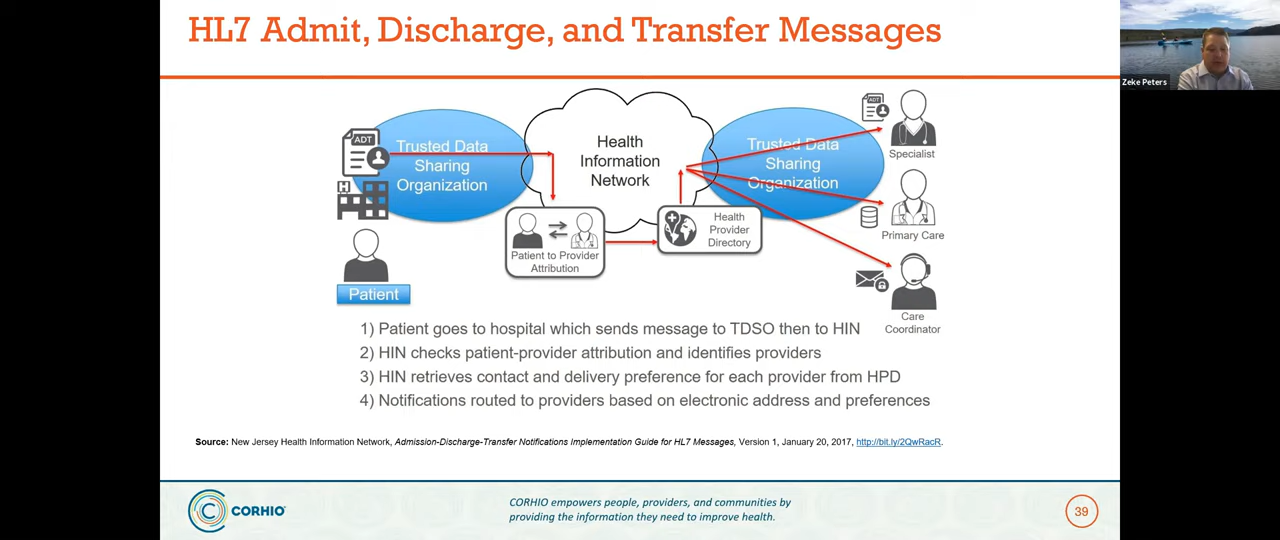 HL7 Admit, Discharge, and Transfer Messages
Zeke Peters
ADT
Trusted Data
Sharing
Organization
H
Patient
Health
Information
Network
Patient to Provider
Attribution
Health
Provider
Directory
Trusted Data
Sharing
Organization
ADT
Specialist
Primary Care
Care
Coordinator
1) Patient goes to hospital which sends message to TDSO then to HIN
2) HIN checks patient-provider attribution and identifies providers
3) HIN retrieves contact and delivery preference for each provider from HPD
4) Notifications routed to providers based on electronic address and preferences
Source: New Jersey Health Information Network, Admission-Discharge-Transfer Notifications Implementation Guide for HL7 Messages, Version 1, January 20, 2017, http://bit.ly/2QwRacR.
CORHIO
CORHIO empowers people, providers, and communities by
providing the information they need to improve health.
39